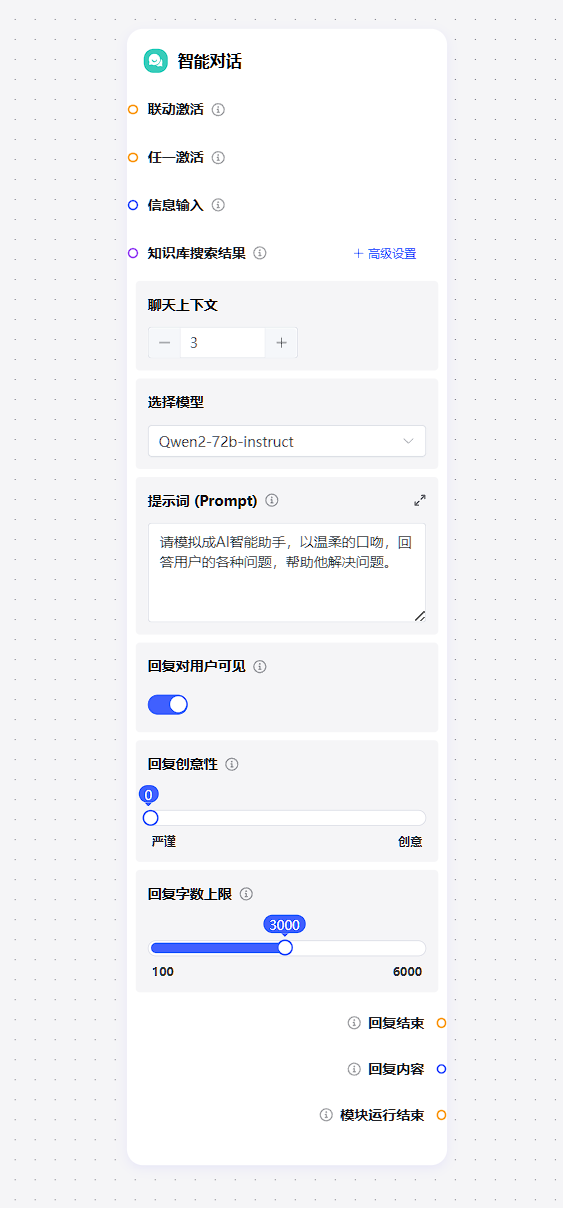 智能对话
联动激活
任一激活
信息输入
知识库搜索结果
+ 高级设置
聊天上下文
3
选择模型
Qwen2-72b-instruct
提示词 (Prompt)
请模拟成AI智能助手，以温柔的口吻，回
答用户的各种问题，帮助他解决问题。
回复对用户可见
回复创意性
0
严谨
创意
回复字数上限
3000
100
6000
回复结束
回复内容
模块运行结束